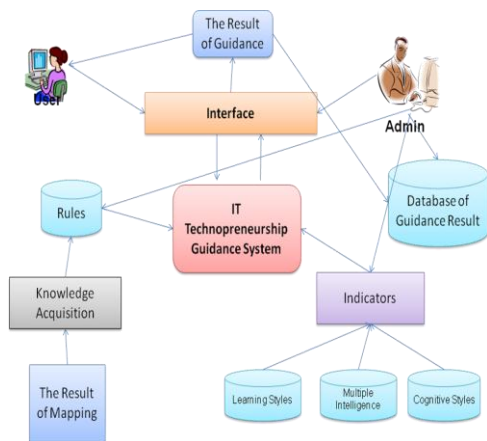 The Result
of Guidance
User
Interface
Admin
Rules
IT
Technopreneurship
Guidance System
Database of
Guidance Result
Knowledge
Acquisition
Indicators
The Result
of Mapping
Learning Styles
Multiple
Intelligence
Cognitive Styles